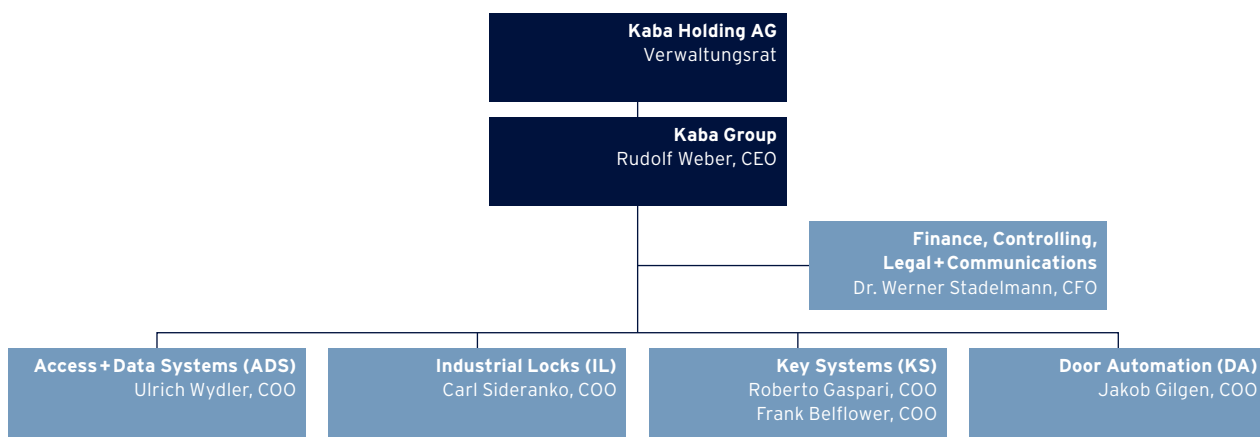 Kaba Holding AG
Verwaltungsrat
Kaba Group
Rudolf Weber, CEO
Finance, Controlling,
Legal+Communications
Dr. Werner Stadelmann, CFO
Access+Data Systems (ADS)
Ulrich Wydler, COO
Industrial Locks (IL)
Carl Sideranko, COO
Key Systems (KS)
Roberto Gaspari, COO
Frank Belflower, COO
Door Automation (DA)
Jakob Gilgen, COO